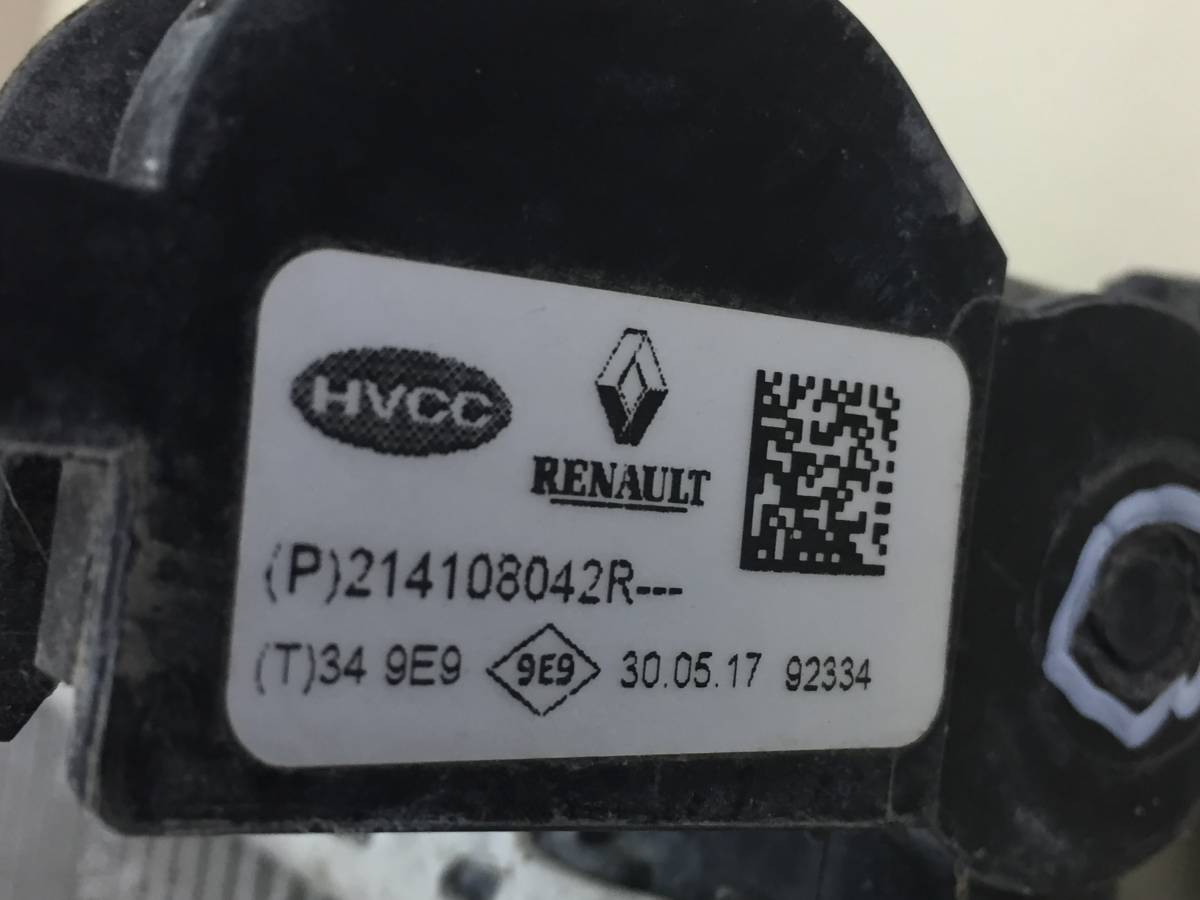 HVCC
RENAULT
(P)214108042R---
(T)34 9E9 9E9 30.05.17 92334